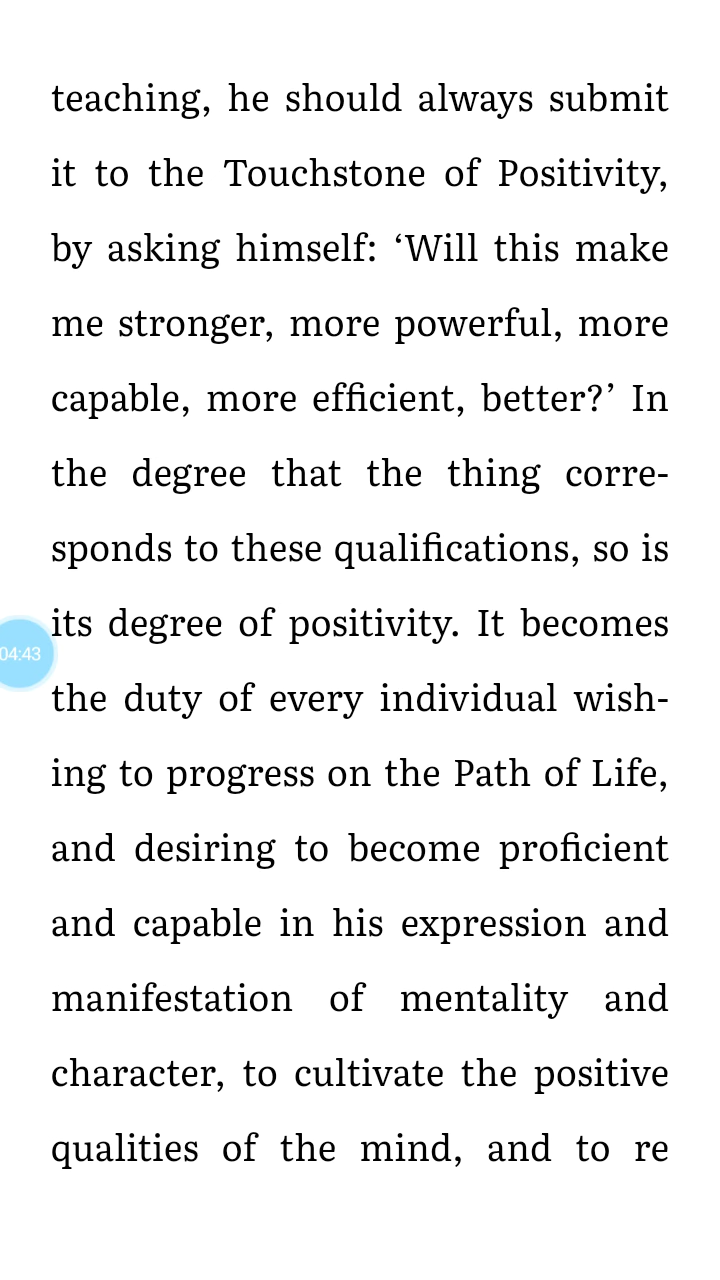 teaching, he should always submit
it to the Touchstone of Positivity,
by asking himself: ‘Will this make
me stronger, more powerful, more
capable, more efficient, better?’ In
the degree that the thing corre-
sponds to these qualifications, so is
its degree of positivity. It becomes
04:43
the duty of every individual wish-
ing to progress on the Path of Life,
and desiring to become proficient
and capable in his expression and
manifestation of mentality and
character, to cultivate the positive
qualities of the mind, and to re